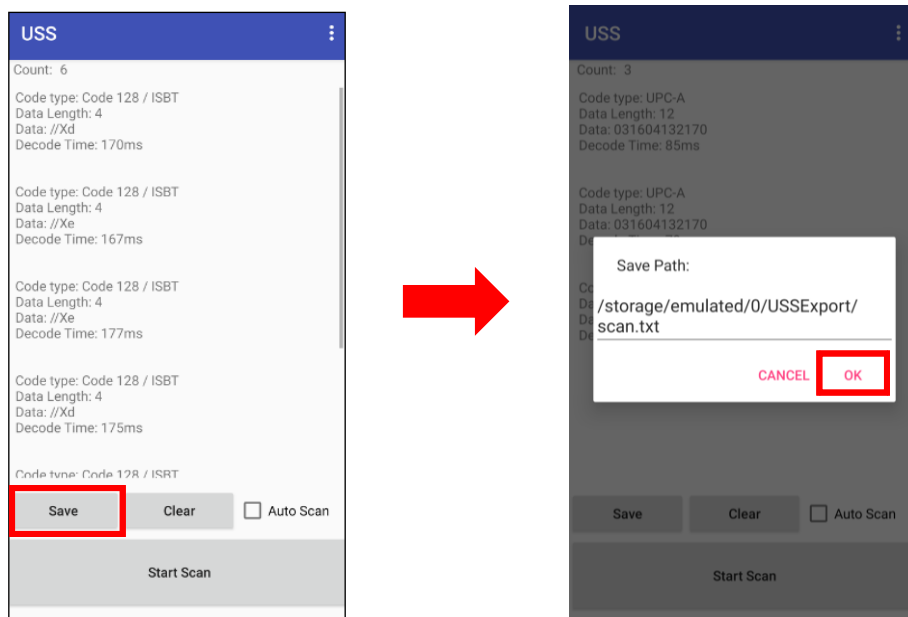 USS
Count: 6
Code type: Code 128 / ISBT
Data Length: 4
Data: //Xd
Decode Time: 170ms
Code type: Code 128 / ISBT
Data Length: 4
Data: //Xe
Decode Time: 167ms
Code type: Code 128 / ISBT
Data Length: 4
Data: //Xe
Decode Time: 177ms
Code type: Code 128 / ISBT
Data Length: 4
Data: //Xd
Decode Time: 175ms
Code type: Code 128 / ISBT
Save
Clear
Auto Scan
Start Scan
USS
Count: 3
Code type: UPC-A
Data Length: 12
Data: 031604132170
Decode Time: 85ms
Code type: UPC-A
Data Length: 12
Data: 031604132170
Save Path:
/storage/emulated/0/USSExport/
scan.txt
CANCEL
OK
Save
Clear
Auto Scan
Start Scan